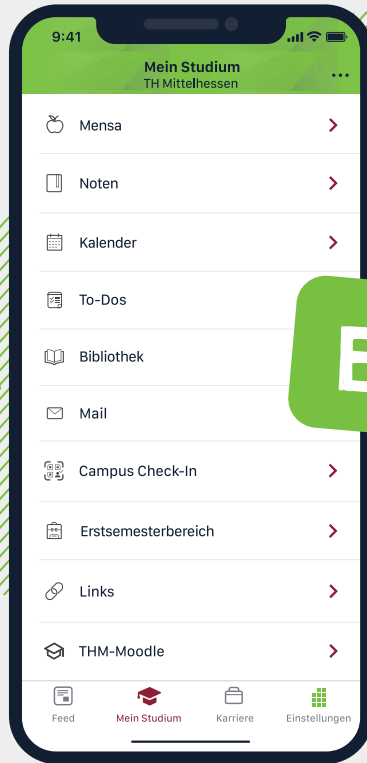 9:41
Mein Studium
TH Mittelhessen
Mensa
Noten
Kalender
To-Dos
Bibliothek
Mail
Campus Check-In
Erstsemesterbereich
Links
THM-Moodle
Feed Mein Studium Karriere Einstellungen